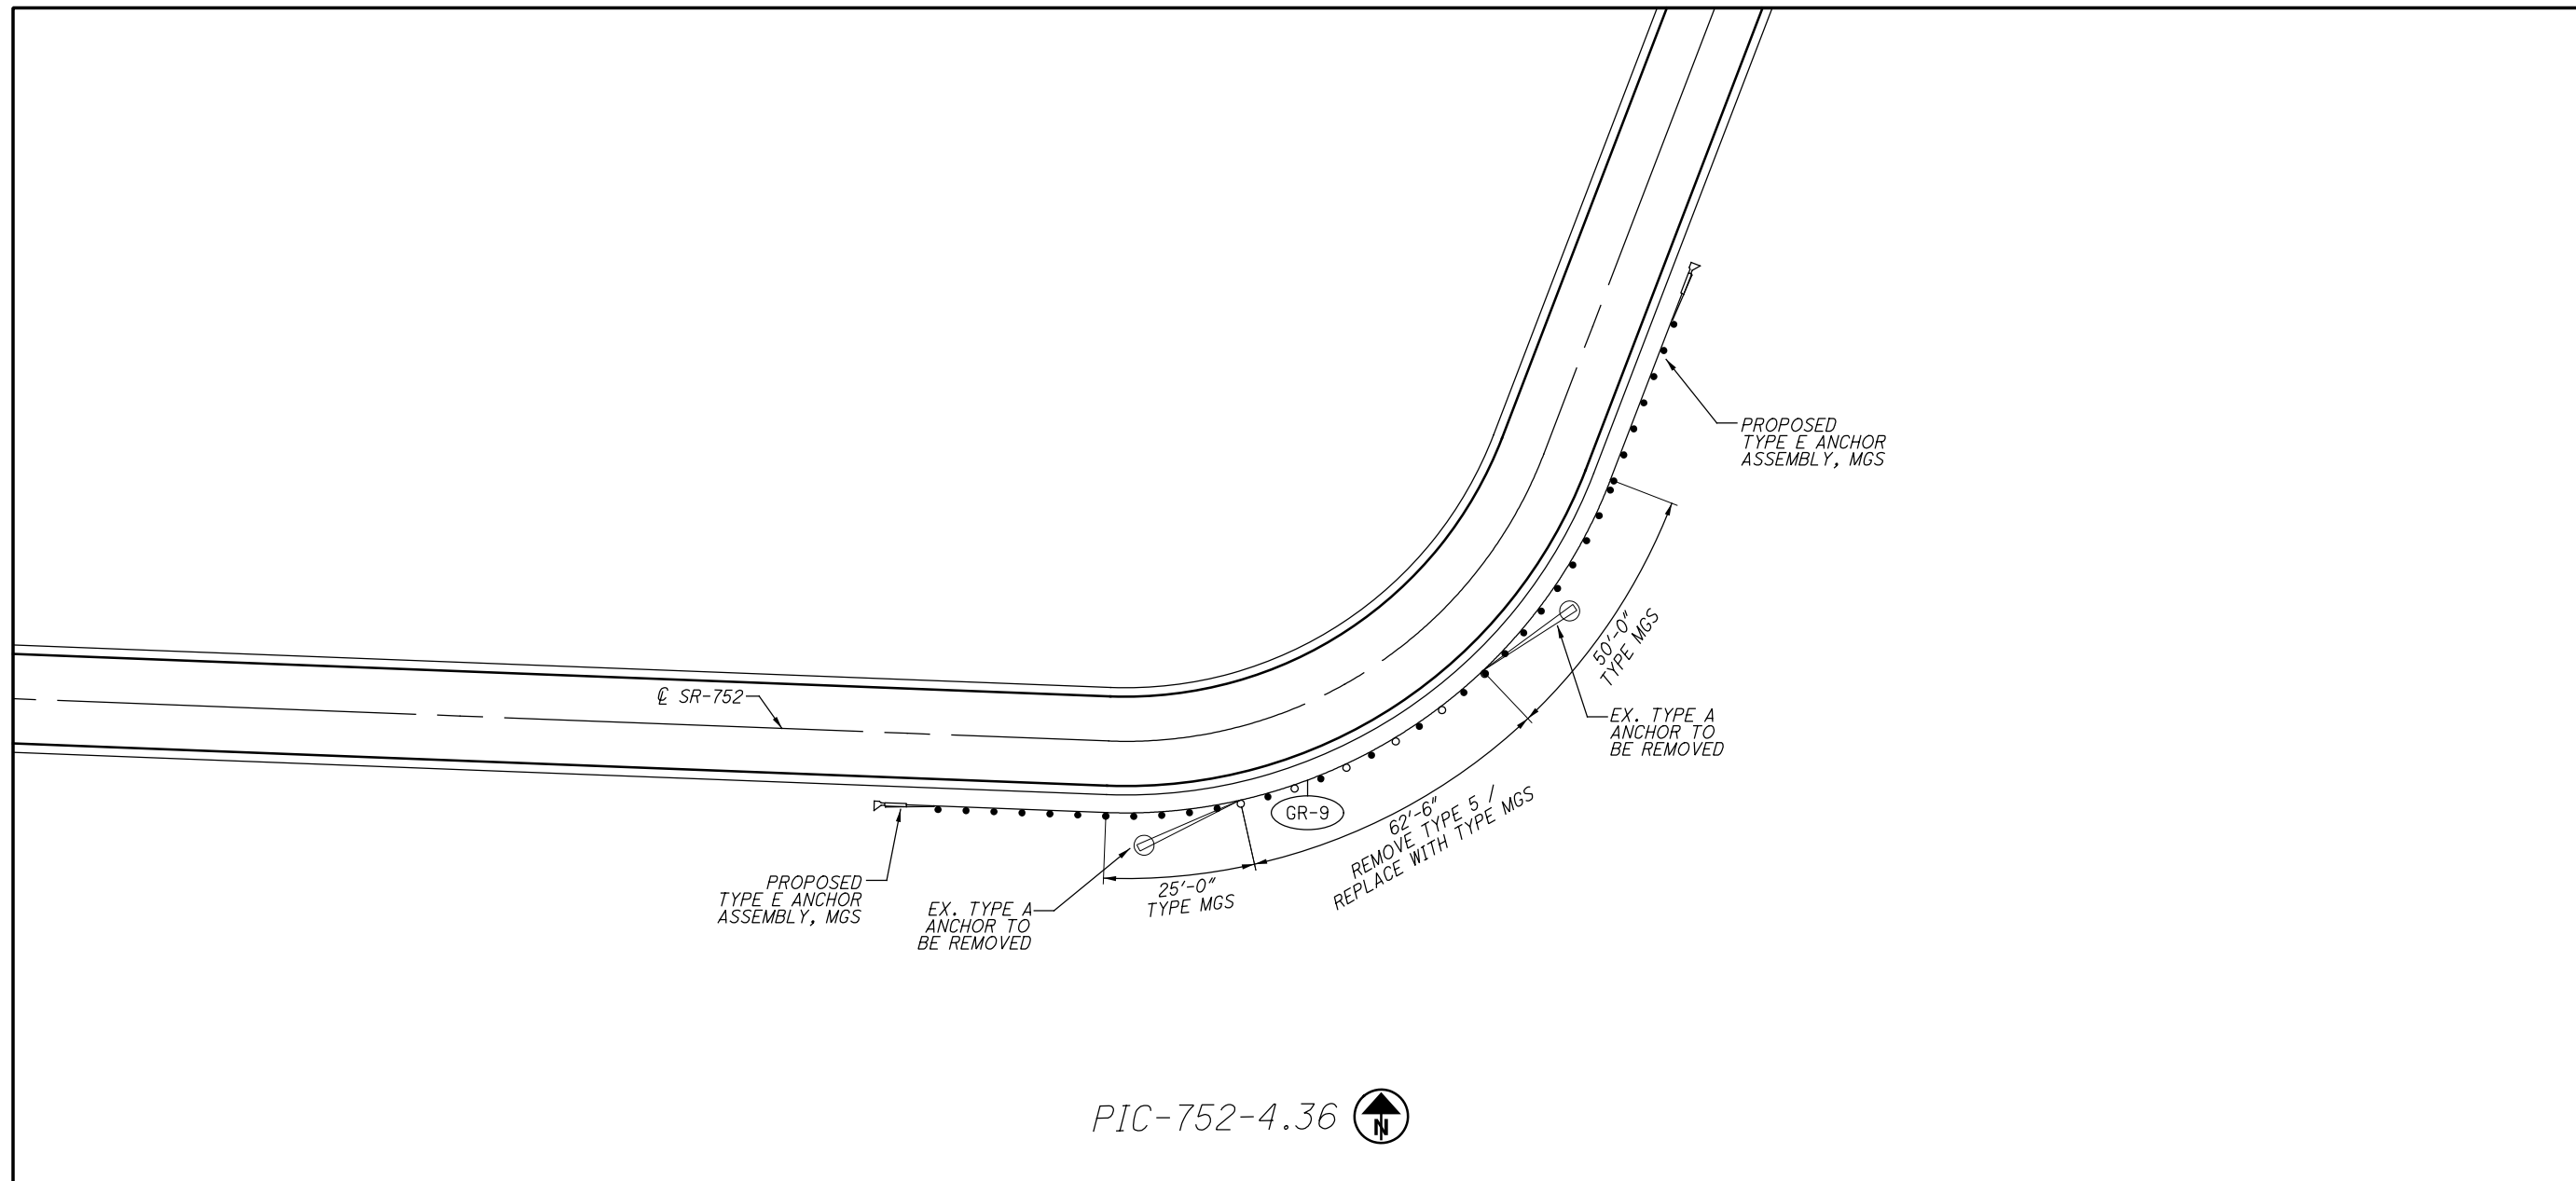 PROPOSED
TYPE E ANCHOR
ASSEMBLY, MGS
50'-0"
TYPE MGS
℄ SR-752
EX. TYPE A
ANCHOR TO
BE REMOVED
GR-9
62'-6"
REMOVE TYPE 5 /
REPLACE WITH TYPE MGS
PROPOSED
TYPE E ANCHOR
ASSEMBLY, MGS
25'-0"
TYPE MGS
EX. TYPE A
ANCHOR TO
BE REMOVED
PIC-752-4.36
N